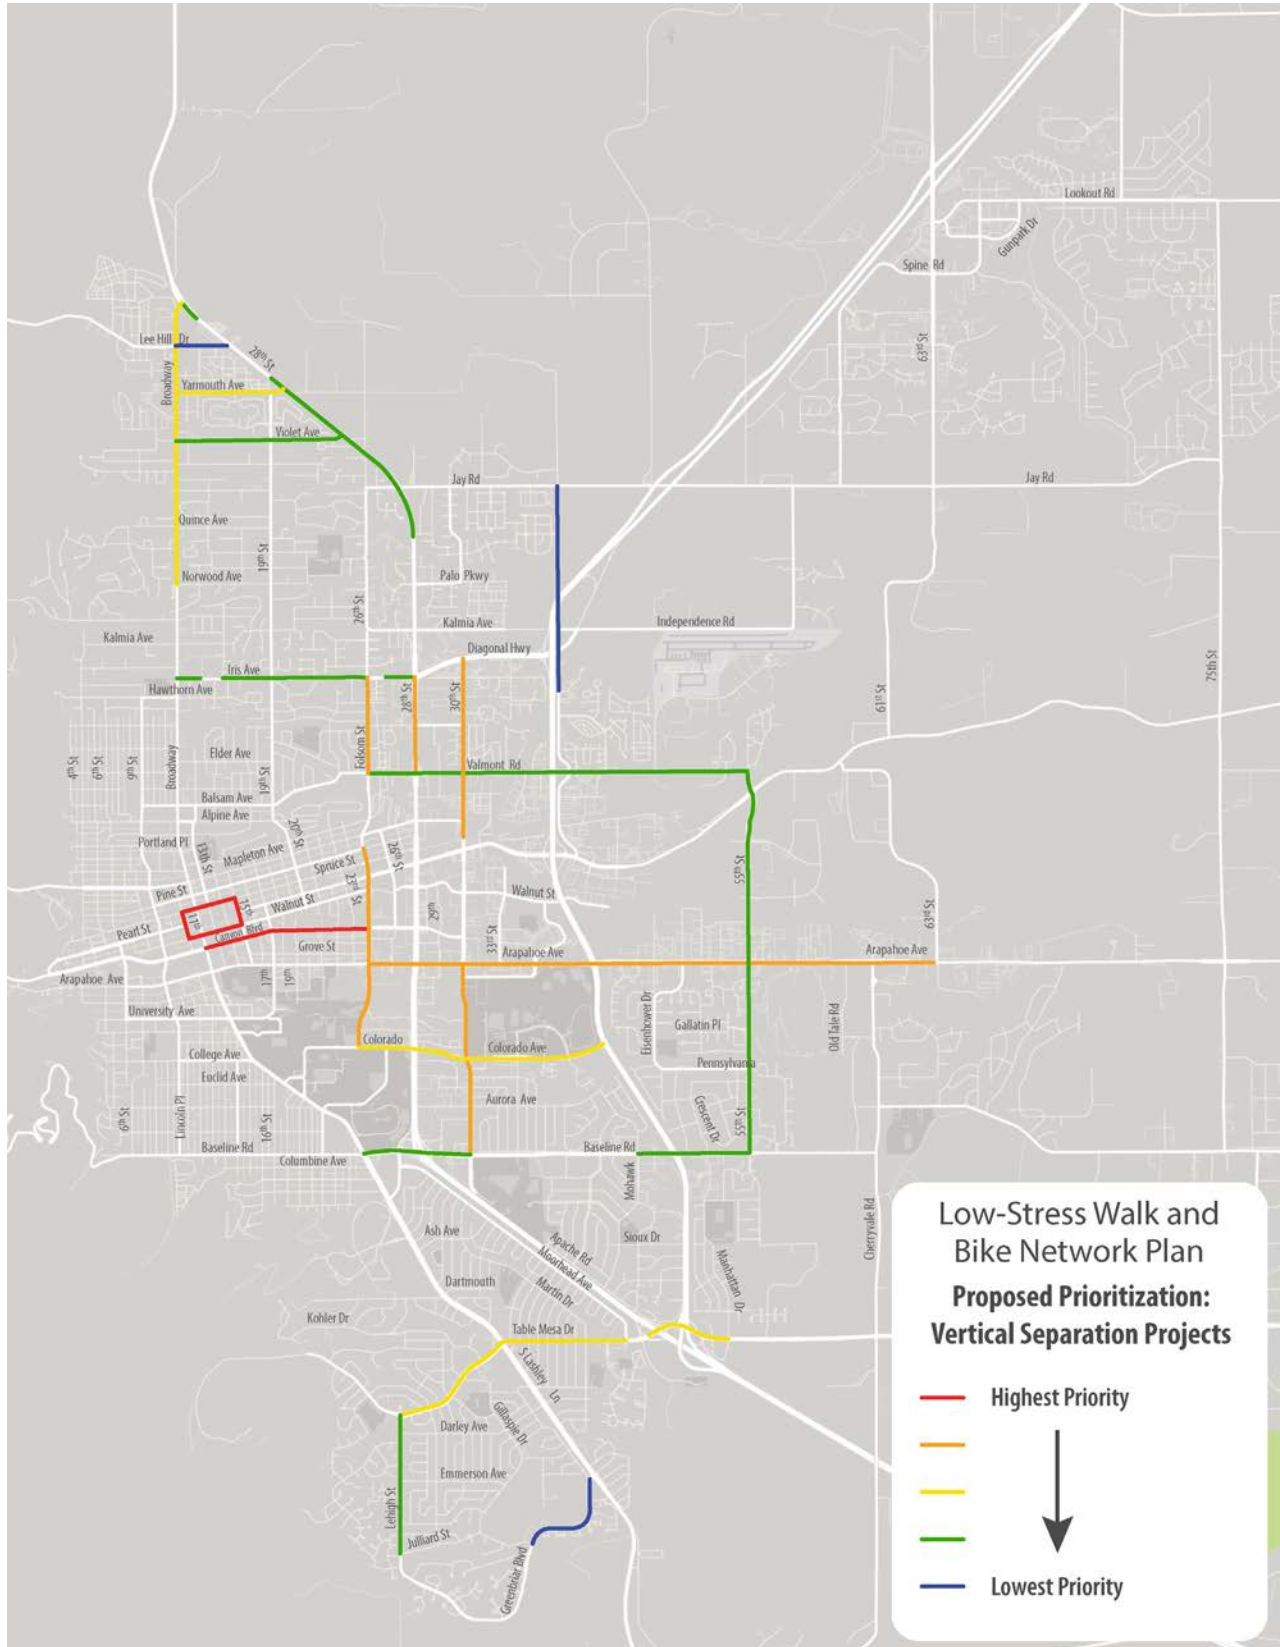 Lookout Rd
Gunpark Dr
Spine Rd
63rd St
Lee Hill Dr
28th St
Broadway
Yarmouth Ave
Violet Ave
Jay Rd
Jay Rd
Quince Ave
19th St
Norwood Ave
Palo Pkwy
26th St
Kalmia Ave
Independence Rd
Kalmia Ave
Diagonal Hwy
Iris Ave
Hawthorn Ave
28th St
30th St
61st St
75th St
Folsom St
Elder Ave
4th St
6th St
9th St
Broadway
19th St
Valmont Rd
Balsam Ave
Alpine Ave
20th St
Portland Pl
13th St
Mapleton Ave
Spruce St
26th St
55th St
Pine St
23rd St
Walnut St
15th
Walnut St
11th
29th
63rd St
Pearl St
Canyon Blvd
Grove St
33rd St
Arapahoe Ave
Arapahoe Ave
Arapahoe Ave
17th
19th
University Ave
Eisenhower Dr
Gallatin Pl
Old Tale Rd
Colorado
Colorado Ave
College Ave
Pennsylvania
Euclid Ave
Aurora Ave
6th St
Lincoln Pl
16th St
Crescent Dr
55th St
Baseline Rd
Baseline Rd
Columbine Ave
Mohawk
Cherryvale Rd
Ash Ave
Apache Rd
Sioux Dr
Moorhead Ave
Manhattan Dr
Dartmouth
Martin Dr
Kohler Dr
Table Mesa Dr
S Lashley Ln
Gillaspie Dr
Darley Ave
Emmerson Ave
Lehigh St
Julliard St
Greenbriar Blvd
Low-Stress Walk and
Bike Network Plan
Proposed Prioritization:
Vertical Separation Projects
Highest Priority
Lowest Priority